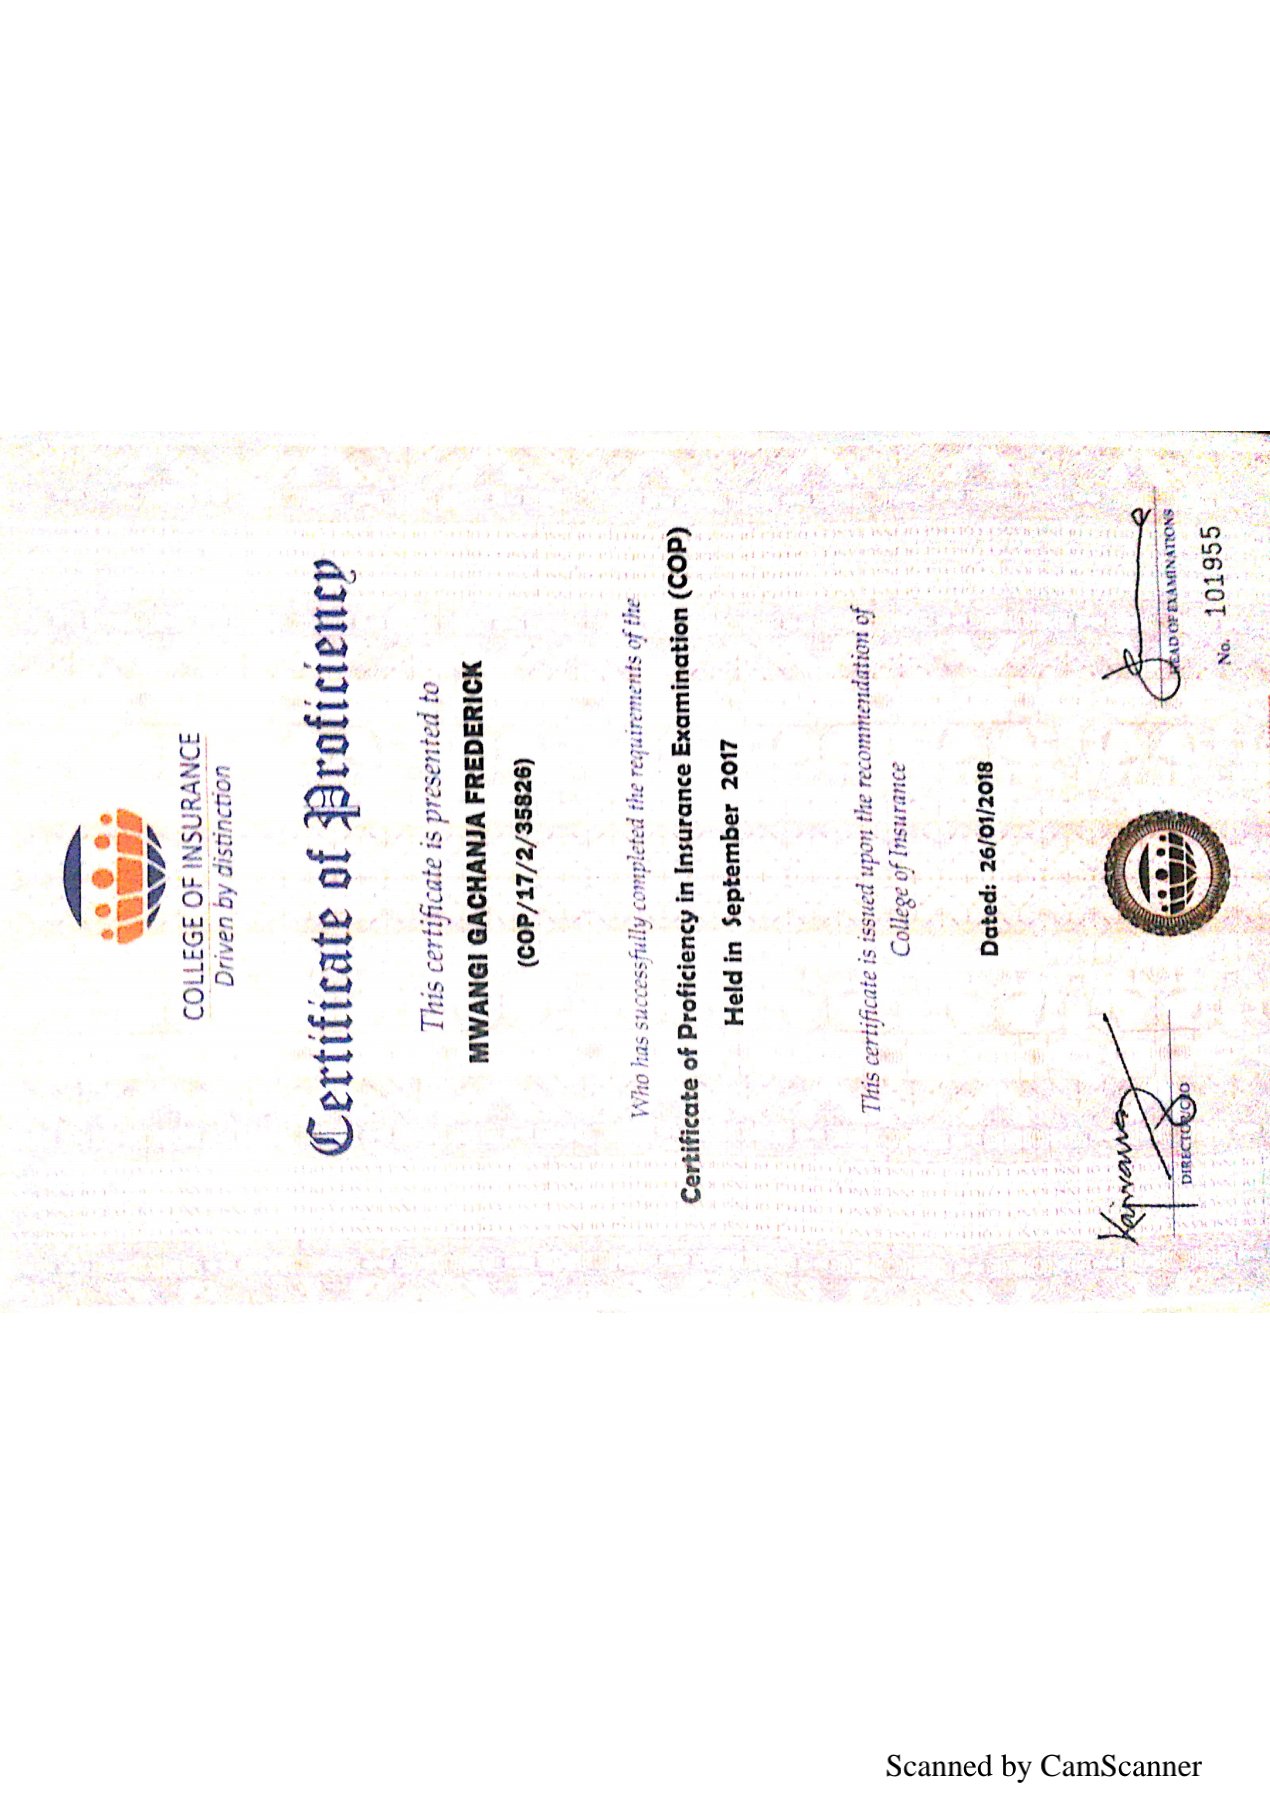 COLLEGE OF INSURANCE
Driven by distinction
Certificate of Proficiency
This certificate is presented to
MWANGI GACHANJA FREDERICK
(COP/17/2/35826)
Who has successfully completed the requirements of the
Certificate of Proficiency in Insurance Examination (COP)
Held in September 2017
This certificate is issued upon the recommendation of
College of Insurance
Dated: 26/01/2018
DIRECTOR/CEO
HEAD OF EXAMINATIONS
No. 101955
Scanned by CamScanner